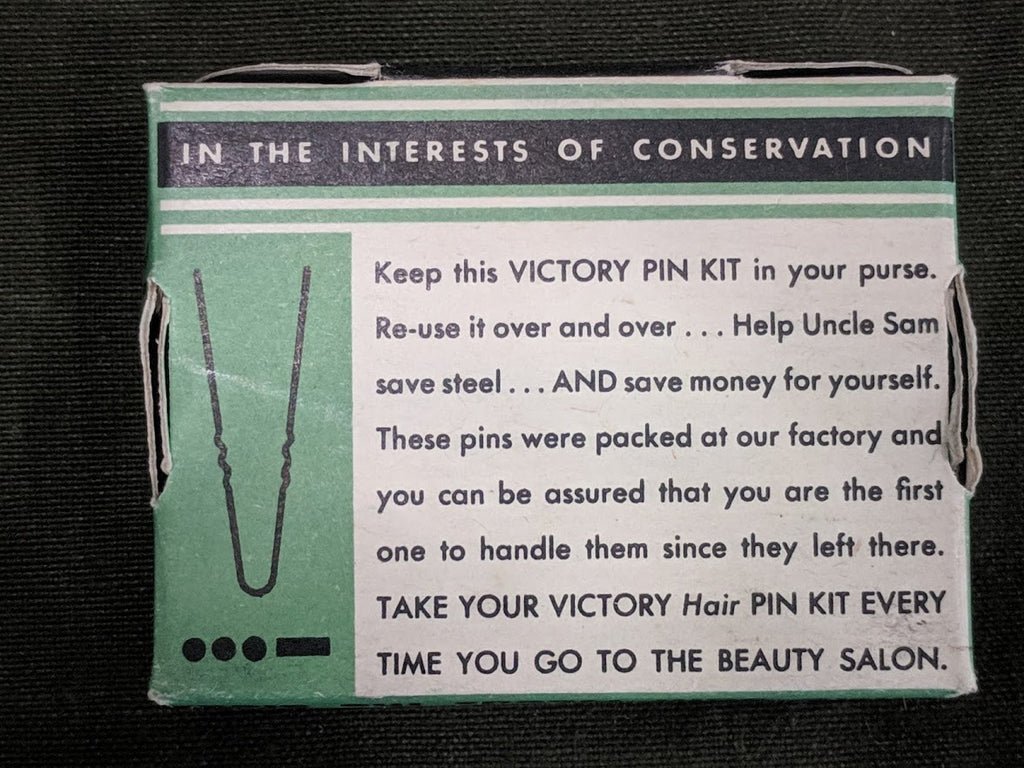 IN THE INTERESTS OF CONSERVATION
Keep this VICTORY PIN KIT in your purse.
Re-use it over and over . . . Help Uncle Sam
save steel . . . AND save money for yourself.
These pins were packed at our factory and
you can be assured that you are the first
one to handle them since they left there.
TAKE YOUR VICTORY Hair PIN KIT EVERY
TIME YOU GO TO THE BEAUTY SALON.